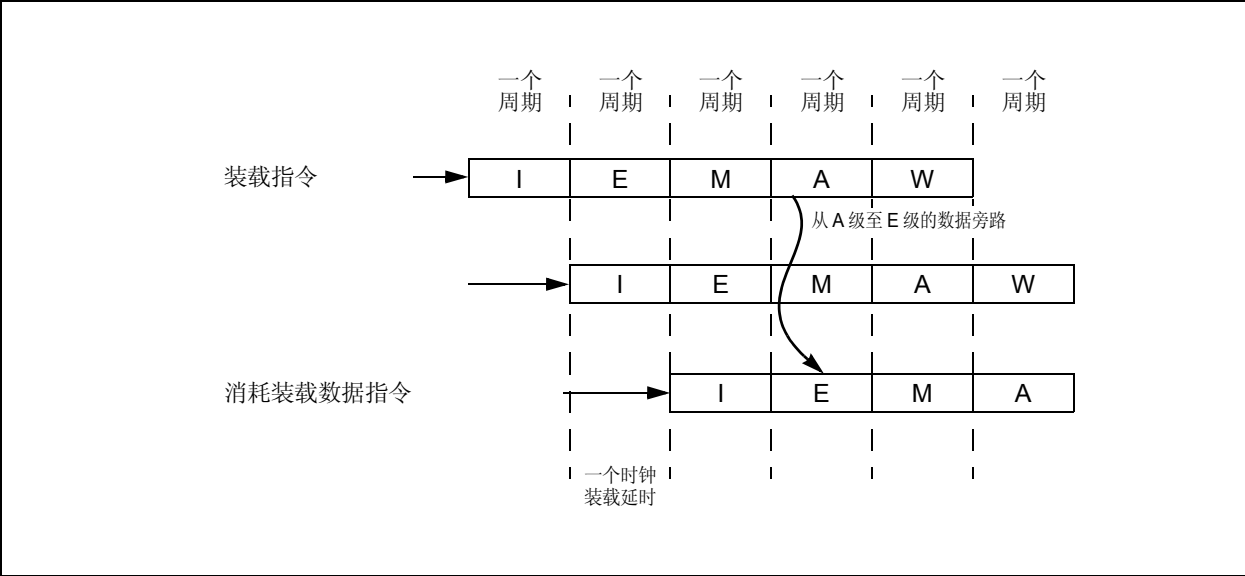 一个 一个 一个 一个 一个 一个
周期 周期 周期 周期 周期 周期
装载指令 I E M A W
从 A 级至 E 级的数据旁路
I E M A W
消耗装载数据指令 I E M A
一个时钟
装载延时